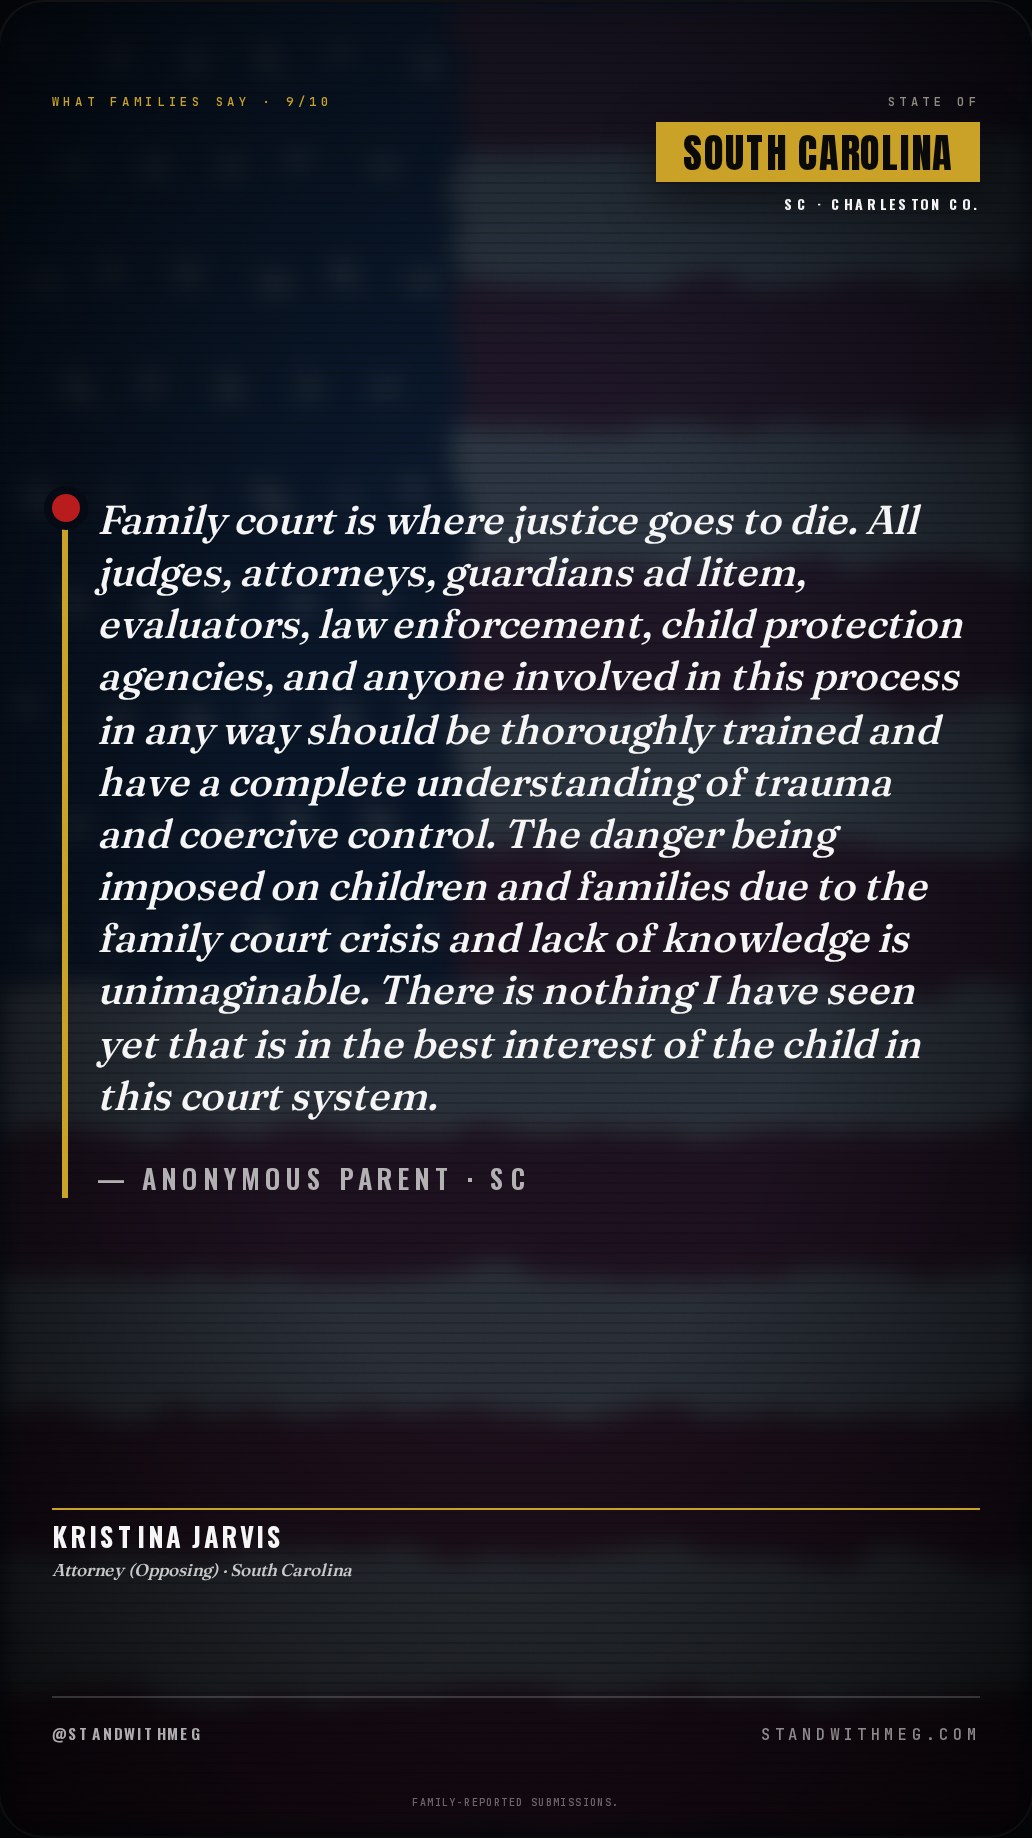 WHAT FAMILIES SAY · 9/10
STATE OF
SOUTH CAROLINA
SC · CHARLESTON CO.
Family court is where justice goes to die. All
judges, attorneys, guardians ad litem,
evaluators, law enforcement, child protection
agencies, and anyone involved in this process
in any way should be thoroughly trained and
have a complete understanding of trauma
and coercive control. The danger being
imposed on children and families due to the
family court crisis and lack of knowledge is
unimaginable. There is nothing I have seen
yet that is in the best interest of the child in
this court system.
— ANONYMOUS PARENT · SC
KRISTINA JARVIS
Attorney (Opposing) · South Carolina
@STANDWITHMEG
STANDWITHMEG.COM
FAMILY-REPORTED SUBMISSIONS.